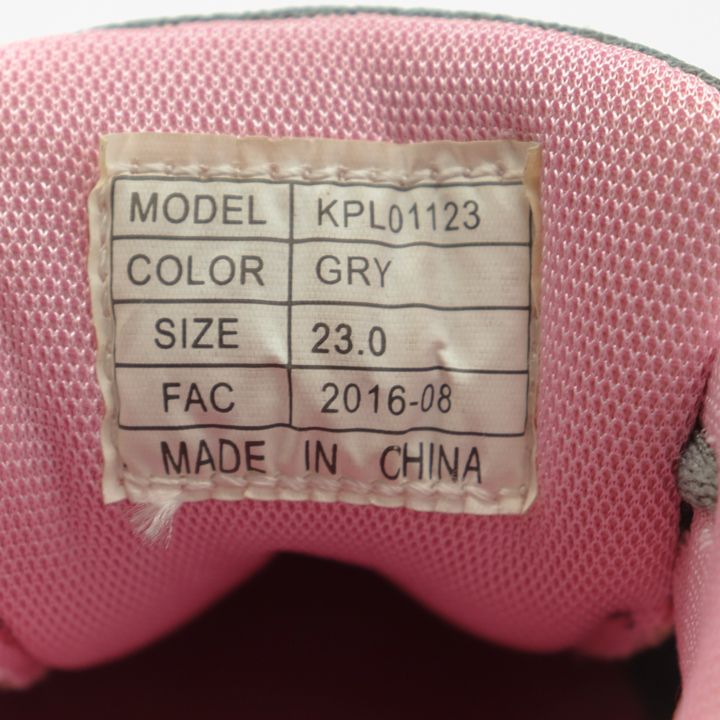 MODEL KPL01123
COLOR GRY
SIZE 23.0
FAC 2016-08
MADE IN CHINA